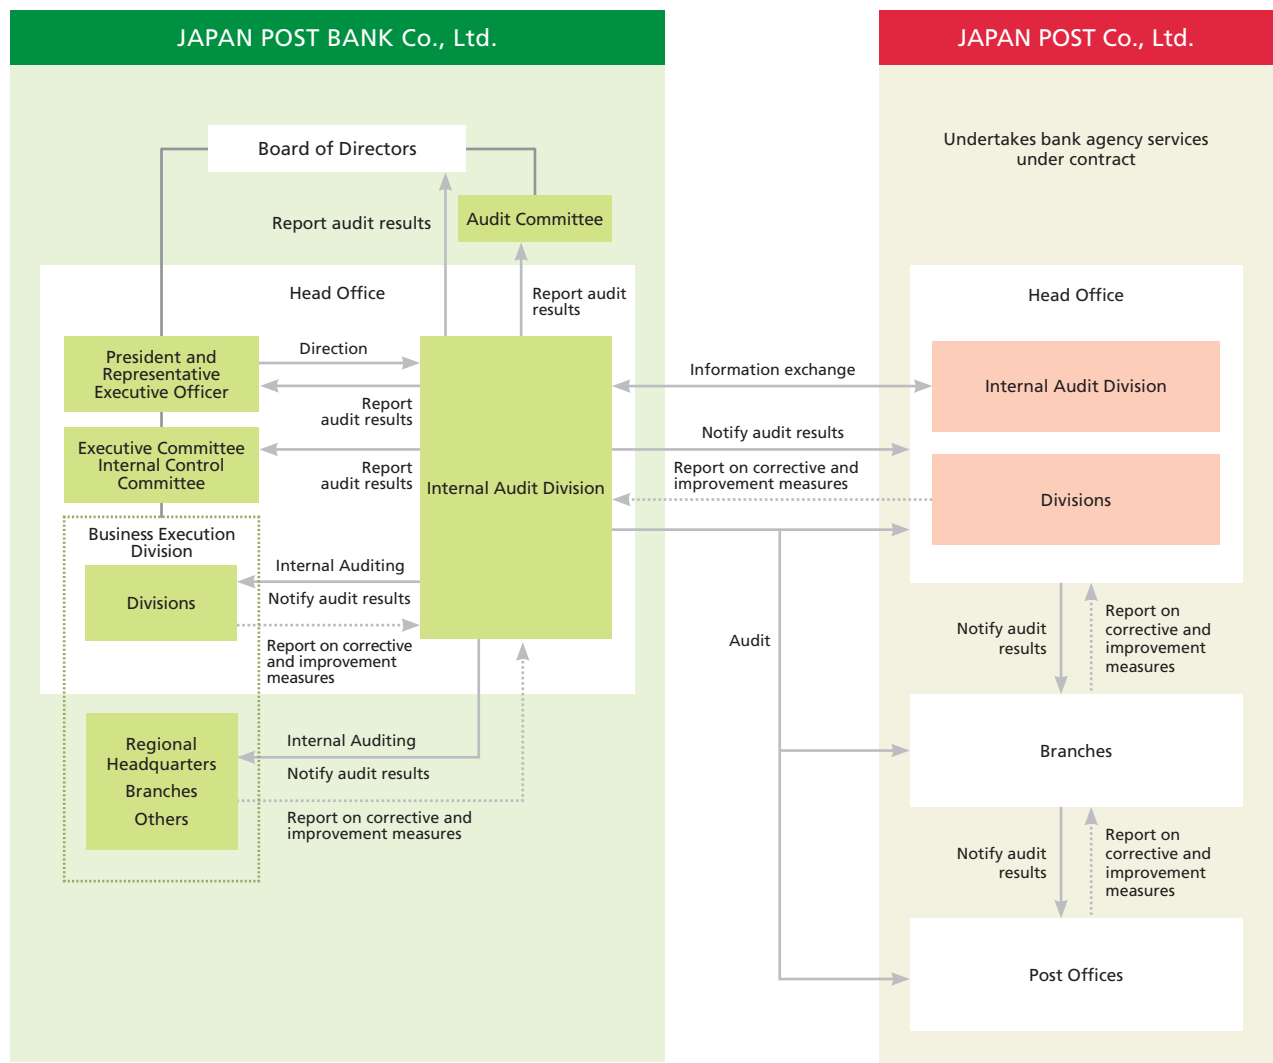 JAPAN POST BANK Co., Ltd.
Board of Directors
Report audit results
Audit Committee
Head Office
Report audit
results
President and
Representative
Executive Officer
Direction
Report
audit results
Executive Committee
Internal Control
Committee
Report
audit results
Internal Audit Division
Business Execution
Division
Divisions
Internal Auditing
Notify audit results
Report on corrective
and improvement
measures
Regional
Headquarters
Branches
Others
Internal Auditing
Notify audit results
Report on corrective and
improvement measures
Information exchange
Notify audit results
Report on corrective and
improvement measures
Audit
JAPAN POST Co., Ltd.
Undertakes bank agency services
under contract
Head Office
Internal Audit Division
Divisions
Notify audit
results
Report on
corrective and
improvement
measures
Branches
Notify audit
results
Report on
corrective and
improvement
measures
Post Offices